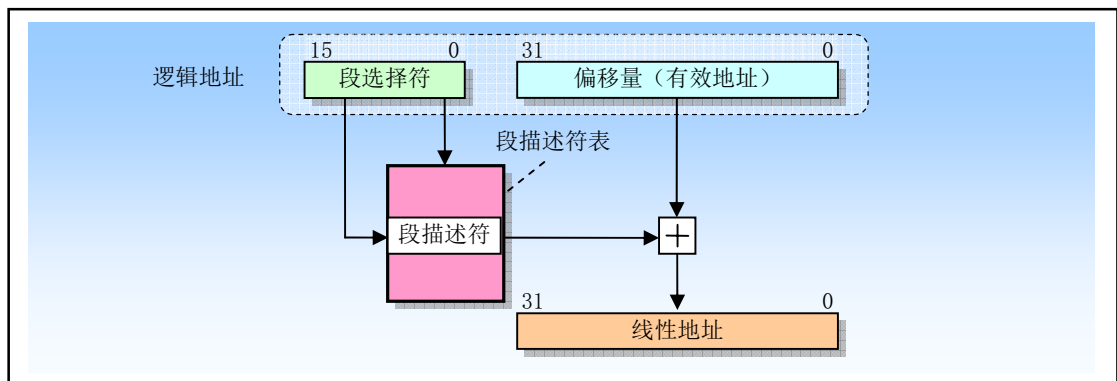 15 0 31 0
逻辑地址 段选择符 偏移量（有效地址）
段描述符表
段描述符 +
31 0
线性地址